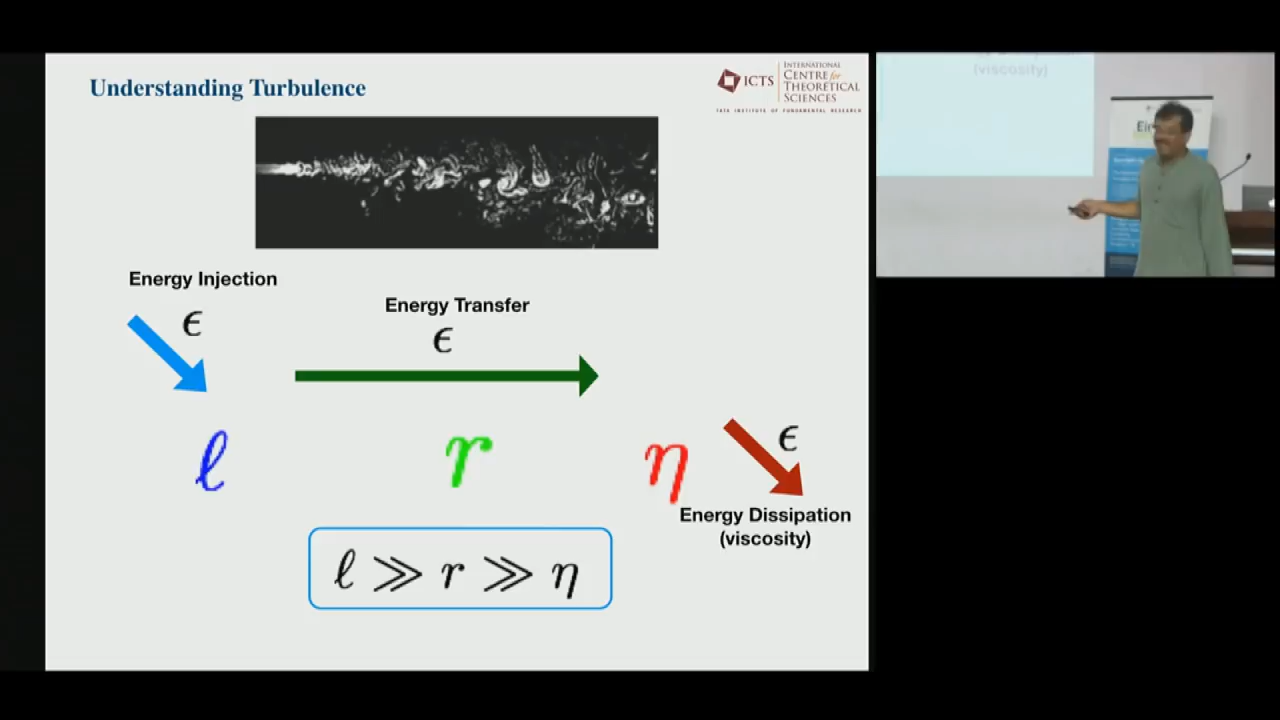 Understanding Turbulence
ICTS
INTERNATIONAL
CENTRE for
THEORETICAL
SCIENCES
TATA INSTITUTE OF FUNDAMENTAL RESEARCH
Energy Injection
ϵ
Energy Transfer
ϵ
ℓ
r
η
ϵ
Energy Dissipation
(viscosity)
ℓ ≫ r ≫ η
(viscosity)